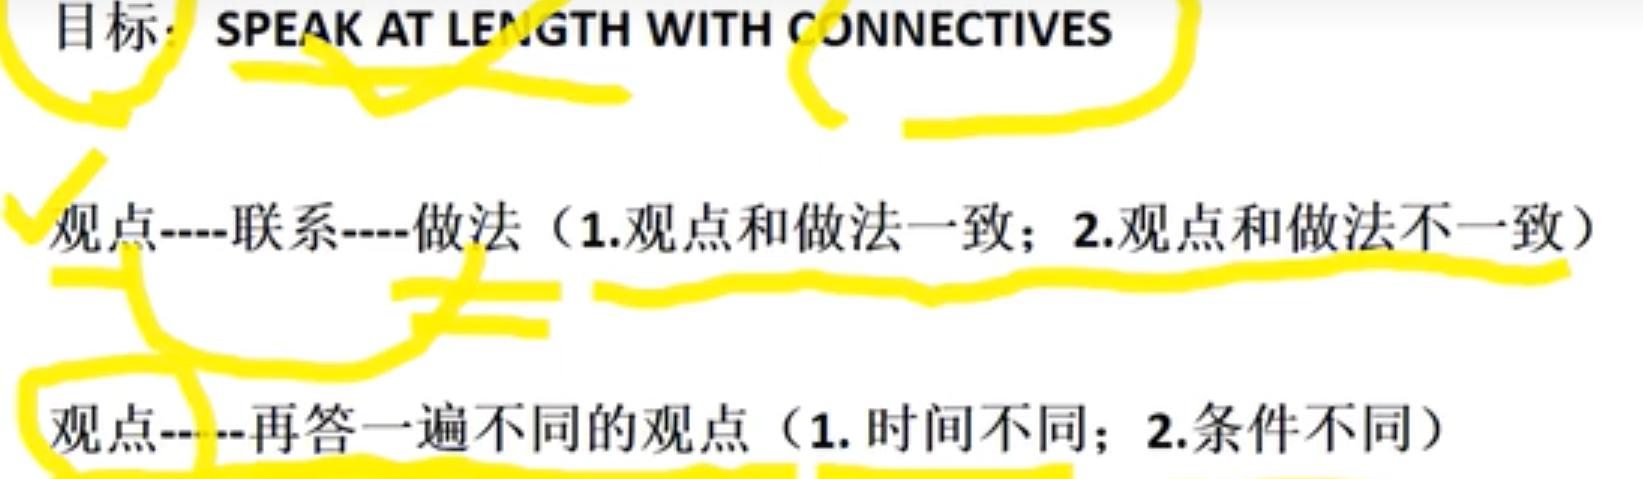 目标：SPEAK AT LENGTH WITH CONNECTIVES
观点----联系----做法（1.观点和做法一致；2.观点和做法不一致）
观点-----再答一遍不同的观点（1. 时间不同；2.条件不同）